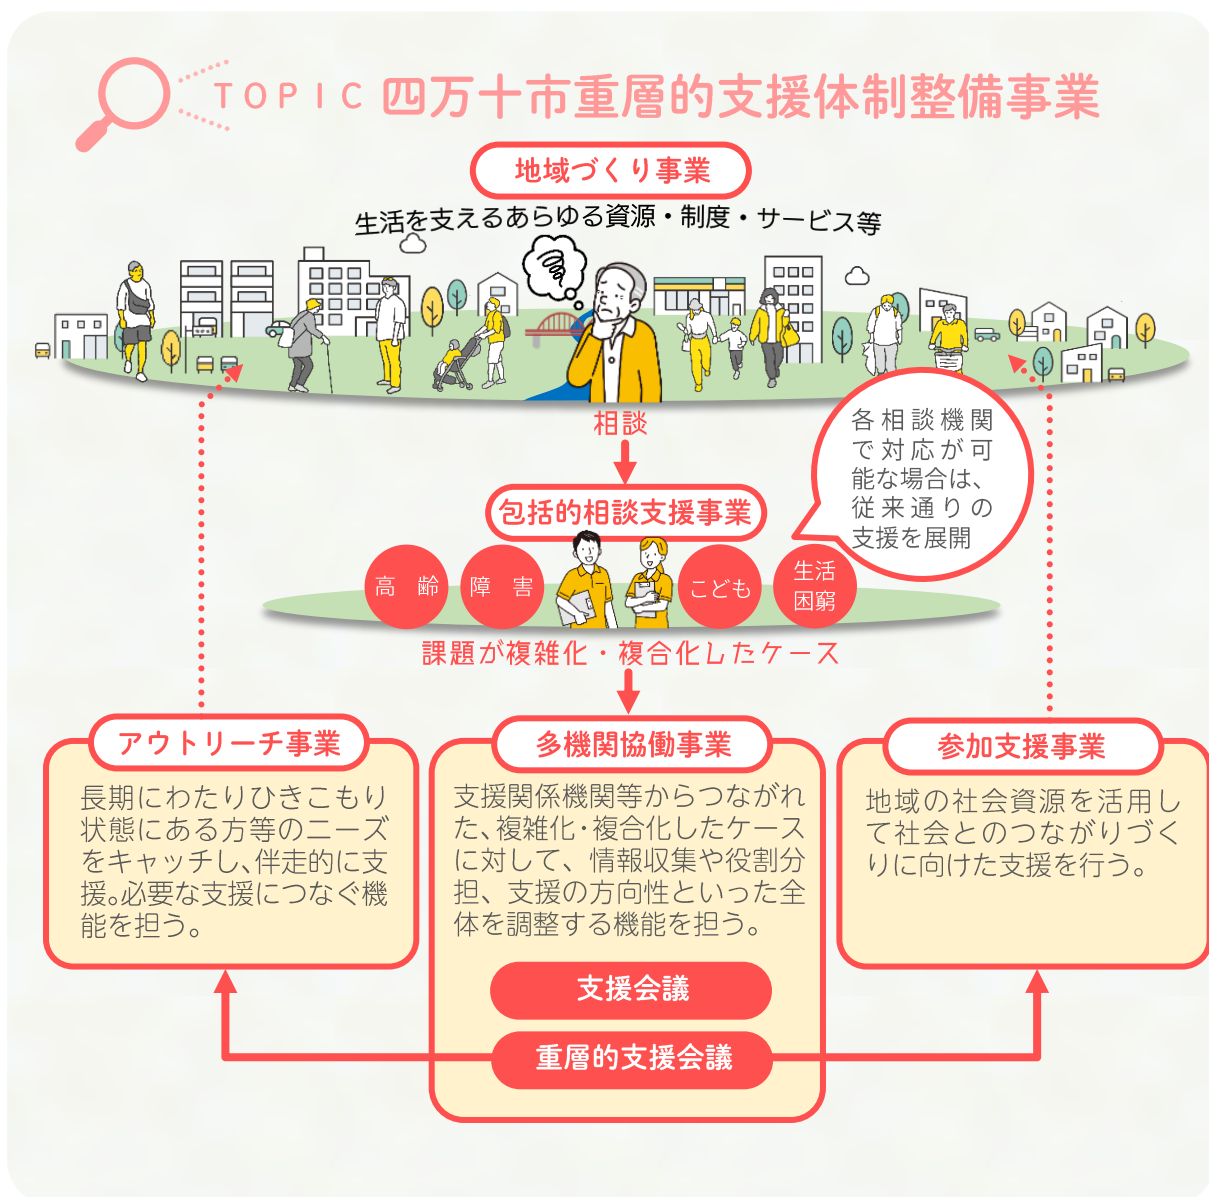 TOPIC 四万十市重層的支援体制整備事業
地域づくり事業
生活を支えるあらゆる資源・制度・サービス等
相談
各相談機関
で対応が可
能な場合は、
従来通りの
支援を展開
包括的相談支援事業
高齢
障害
こども
生活
困窮
課題が複雑化・複合化したケース
アウトリーチ事業
長期にわたりひきこもり
状態にある方等のニーズ
をキャッチし、伴走的に支
援。必要な支援につなぐ機
能を担う。
多機関協働事業
支援関係機関等からつながれ
た、複雑化・複合化したケース
に対して、情報収集や役割分
担、支援の方向性といった全
体を調整する機能を担う。
支援会議
重層的支援会議
参加支援事業
地域の社会資源を活用し
て社会とのつながりづく
りに向けた支援を行う。